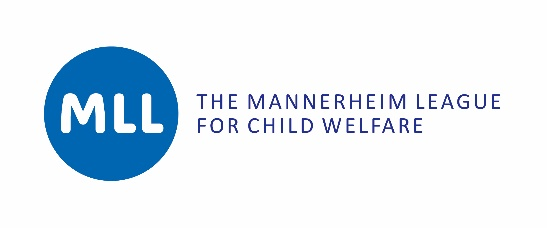 MLL
THE MANNERHEIM LEAGUE
FOR CHILD WELFARE